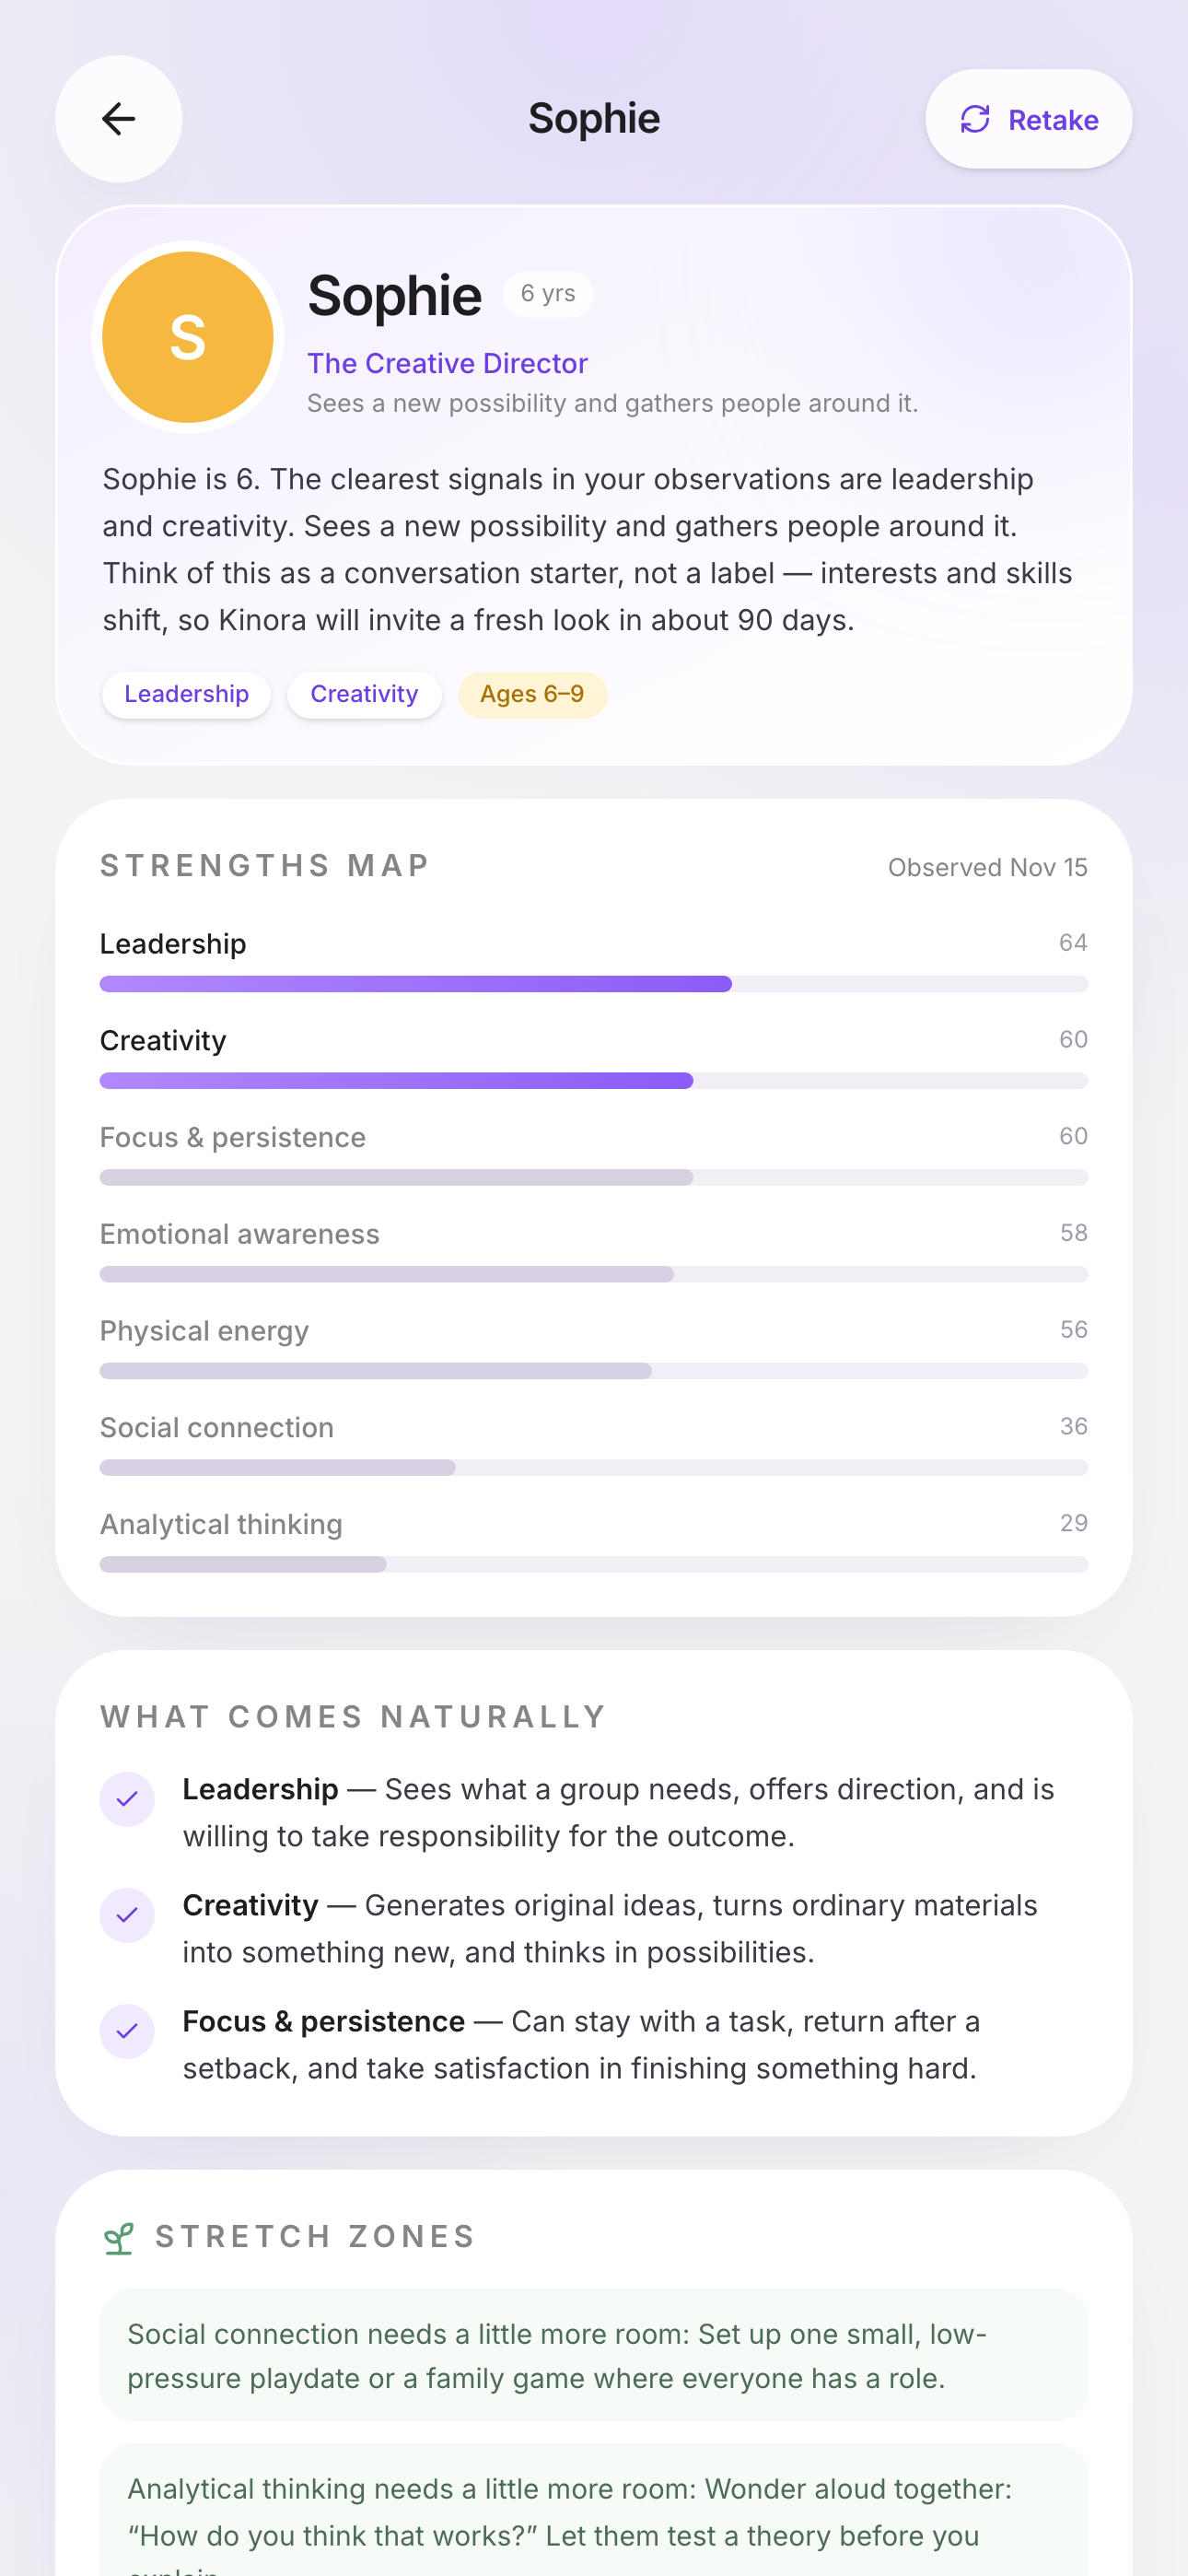 Sophie
Retake
S
Sophie
6 yrs
The Creative Director
Sees a new possibility and gathers people around it.
Sophie is 6. The clearest signals in your observations are leadership
and creativity. Sees a new possibility and gathers people around it.
Think of this as a conversation starter, not a label — interests and skills
shift, so Kinora will invite a fresh look in about 90 days.
Leadership
Creativity
Ages 6–9
STRENGTHS MAP
Observed Nov 15
Leadership
64
Creativity
60
Focus & persistence
60
Emotional awareness
58
Physical energy
56
Social connection
36
Analytical thinking
29
WHAT COMES NATURALLY
Leadership — Sees what a group needs, offers direction, and is
willing to take responsibility for the outcome.
Creativity — Generates original ideas, turns ordinary materials
into something new, and thinks in possibilities.
Focus & persistence — Can stay with a task, return after a
setback, and take satisfaction in finishing something hard.
STRETCH ZONES
Social connection needs a little more room: Set up one small, low-
pressure playdate or a family game where everyone has a role.
Analytical thinking needs a little more room: Wonder aloud together:
“How do you think that works?” Let them test a theory before you